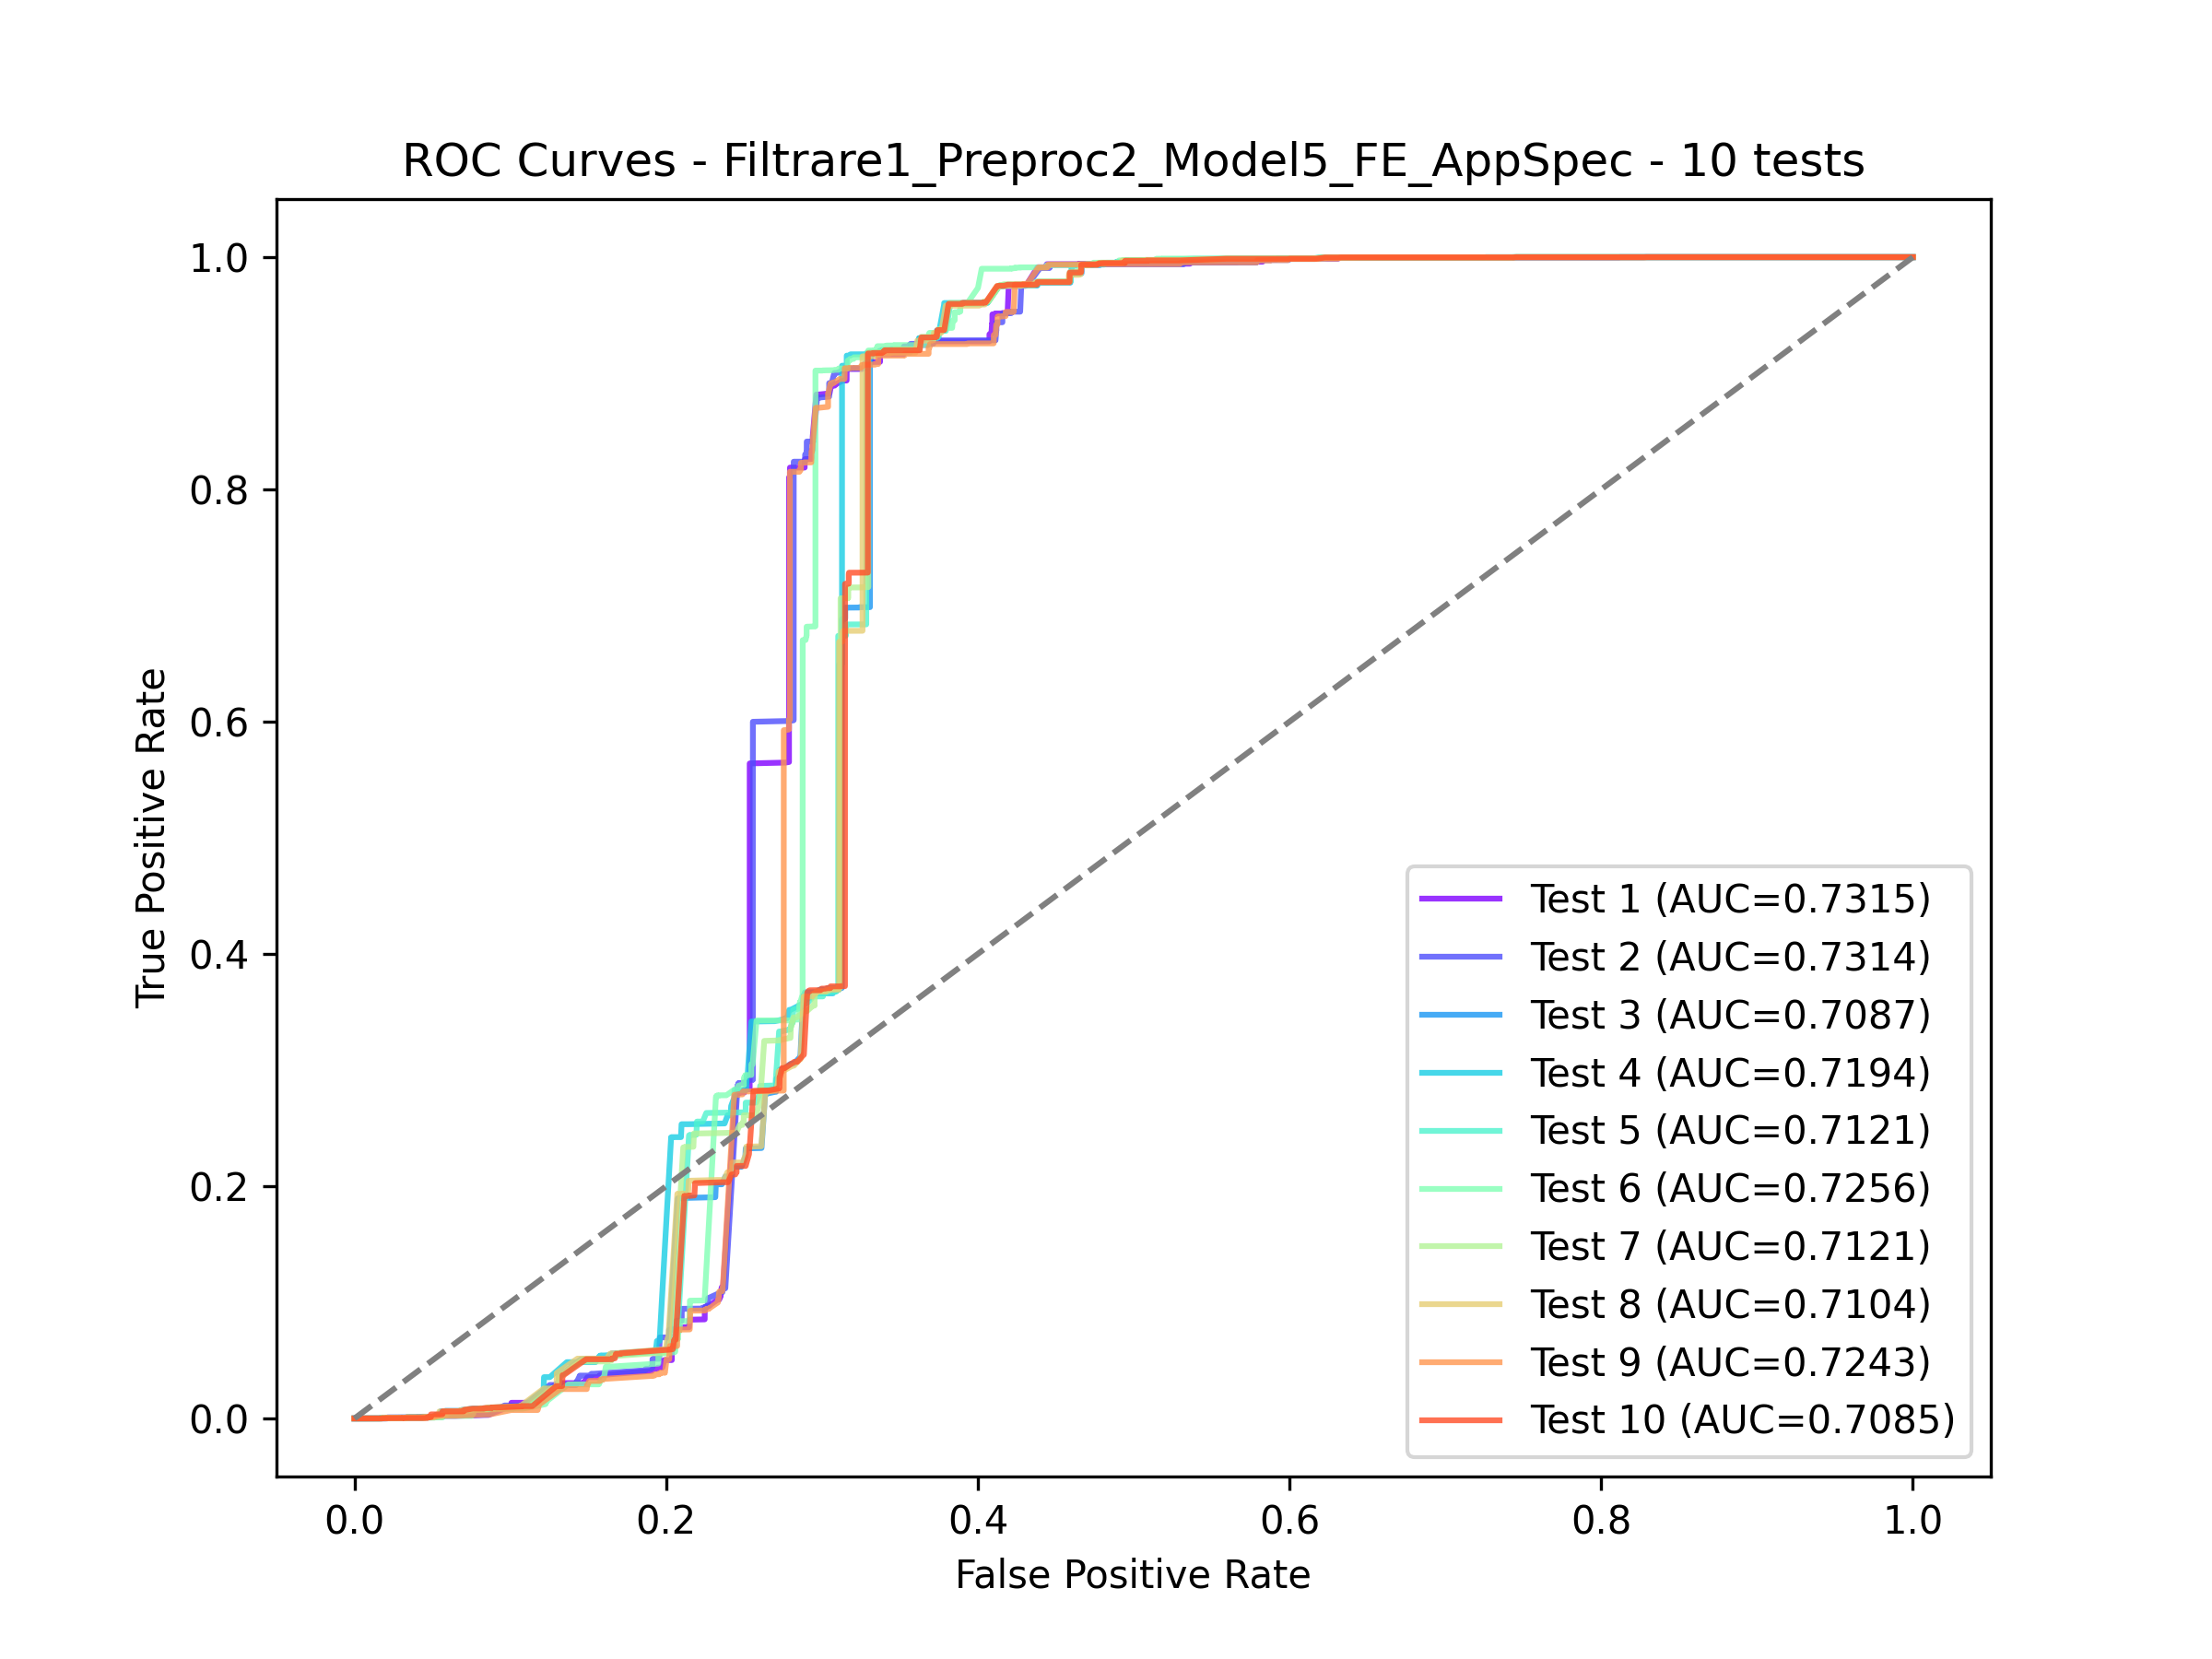 ROC Curves - Filtrare1_Preproc2_Model5_FE_AppSpec - 10 tests
1.0
0.8
0.6
0.4
0.2
0.0
True Positive Rate
Test 1 (AUC=0.7315)
Test 2 (AUC=0.7314)
Test 3 (AUC=0.7087)
Test 4 (AUC=0.7194)
Test 5 (AUC=0.7121)
Test 6 (AUC=0.7256)
Test 7 (AUC=0.7121)
Test 8 (AUC=0.7104)
Test 9 (AUC=0.7243)
Test 10 (AUC=0.7085)
0.0 0.2 0.4 0.6 0.8 1.0
False Positive Rate